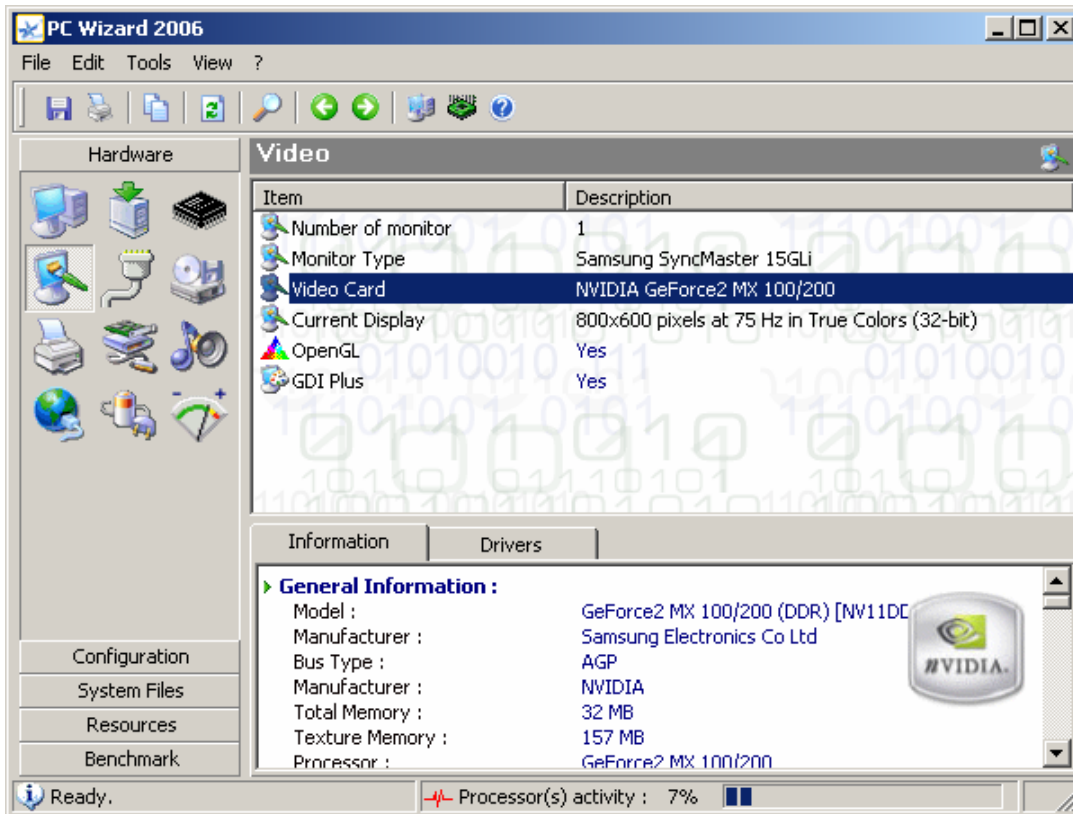 PC Wizard 2006
File Edit Tools View ?
Hardware
Video
Item Description
Number of monitor 1
Monitor Type Samsung SyncMaster 15GLi
Video Card NVIDIA GeForce2 MX 100/200
Current Display 800x600 pixels at 75 Hz in True Colors (32-bit)
OpenGL Yes
GDI Plus Yes
Information Drivers
General Information :
Model : GeForce2 MX 100/200 (DDR) [NV11DD
Manufacturer : Samsung Electronics Co Ltd
Bus Type : AGP
Manufacturer : NVIDIA
Total Memory : 32 MB
Texture Memory : 157 MB
Processor : GeForce2 MX 100/200
NVIDIA.
Configuration
System Files
Resources
Benchmark
Ready. Processor(s) activity : 7%